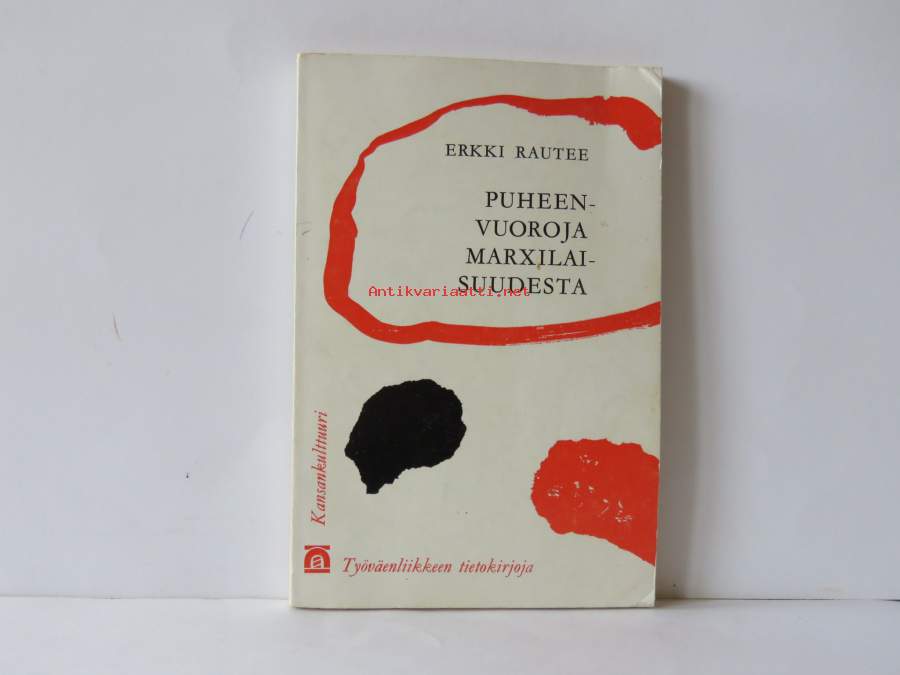 ERKKI RAUTEE
PUHEEN-
VUOROJA
MARXILAI-
SUUDESTA
Antikvariaatti.net
Kansankulttuuri
Työväenliikkeen tietokirjoja